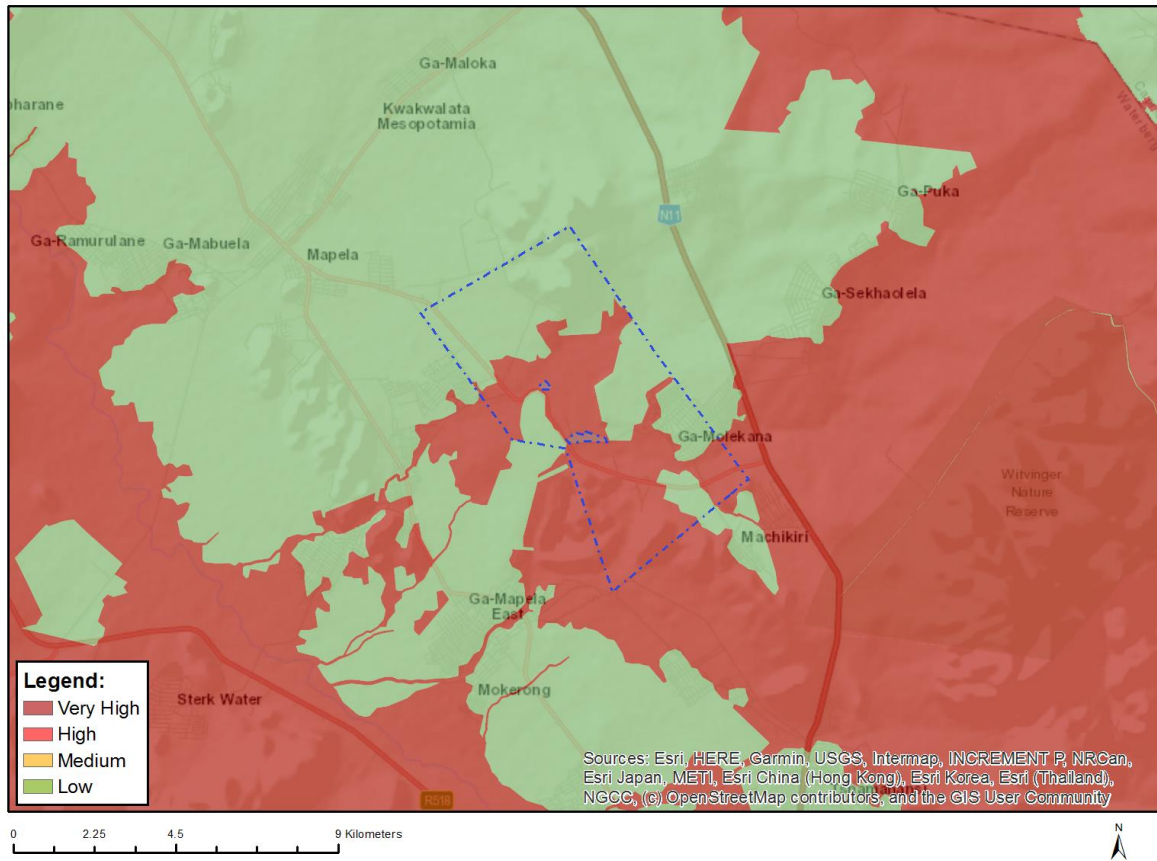 Ga-Maloka
Kwakwalata
Mesopotamia
Ga-Puka
N11
Ga-Ramurulane
Ga-Mabuela
Mapela
Ga-Sekhaolela
Ga-Molekana
Witvinger
Nature
Reserve
Machikiri
Ga-Mapela
East
Mokerong
Sterk Water
R518
Waterberg
Legend:
Very High
High
Medium
Low
Sources: Esri, HERE, Garmin, USGS, Intermap, INCREMENT P, NRCan,
Esri Japan, METI, Esri China (Hong Kong), Esri Korea, Esri (Thailand),
NGCC, (c) OpenStreetMap contributors, and the GIS User Community
0 2.25 4.5 9 Kilometers
N